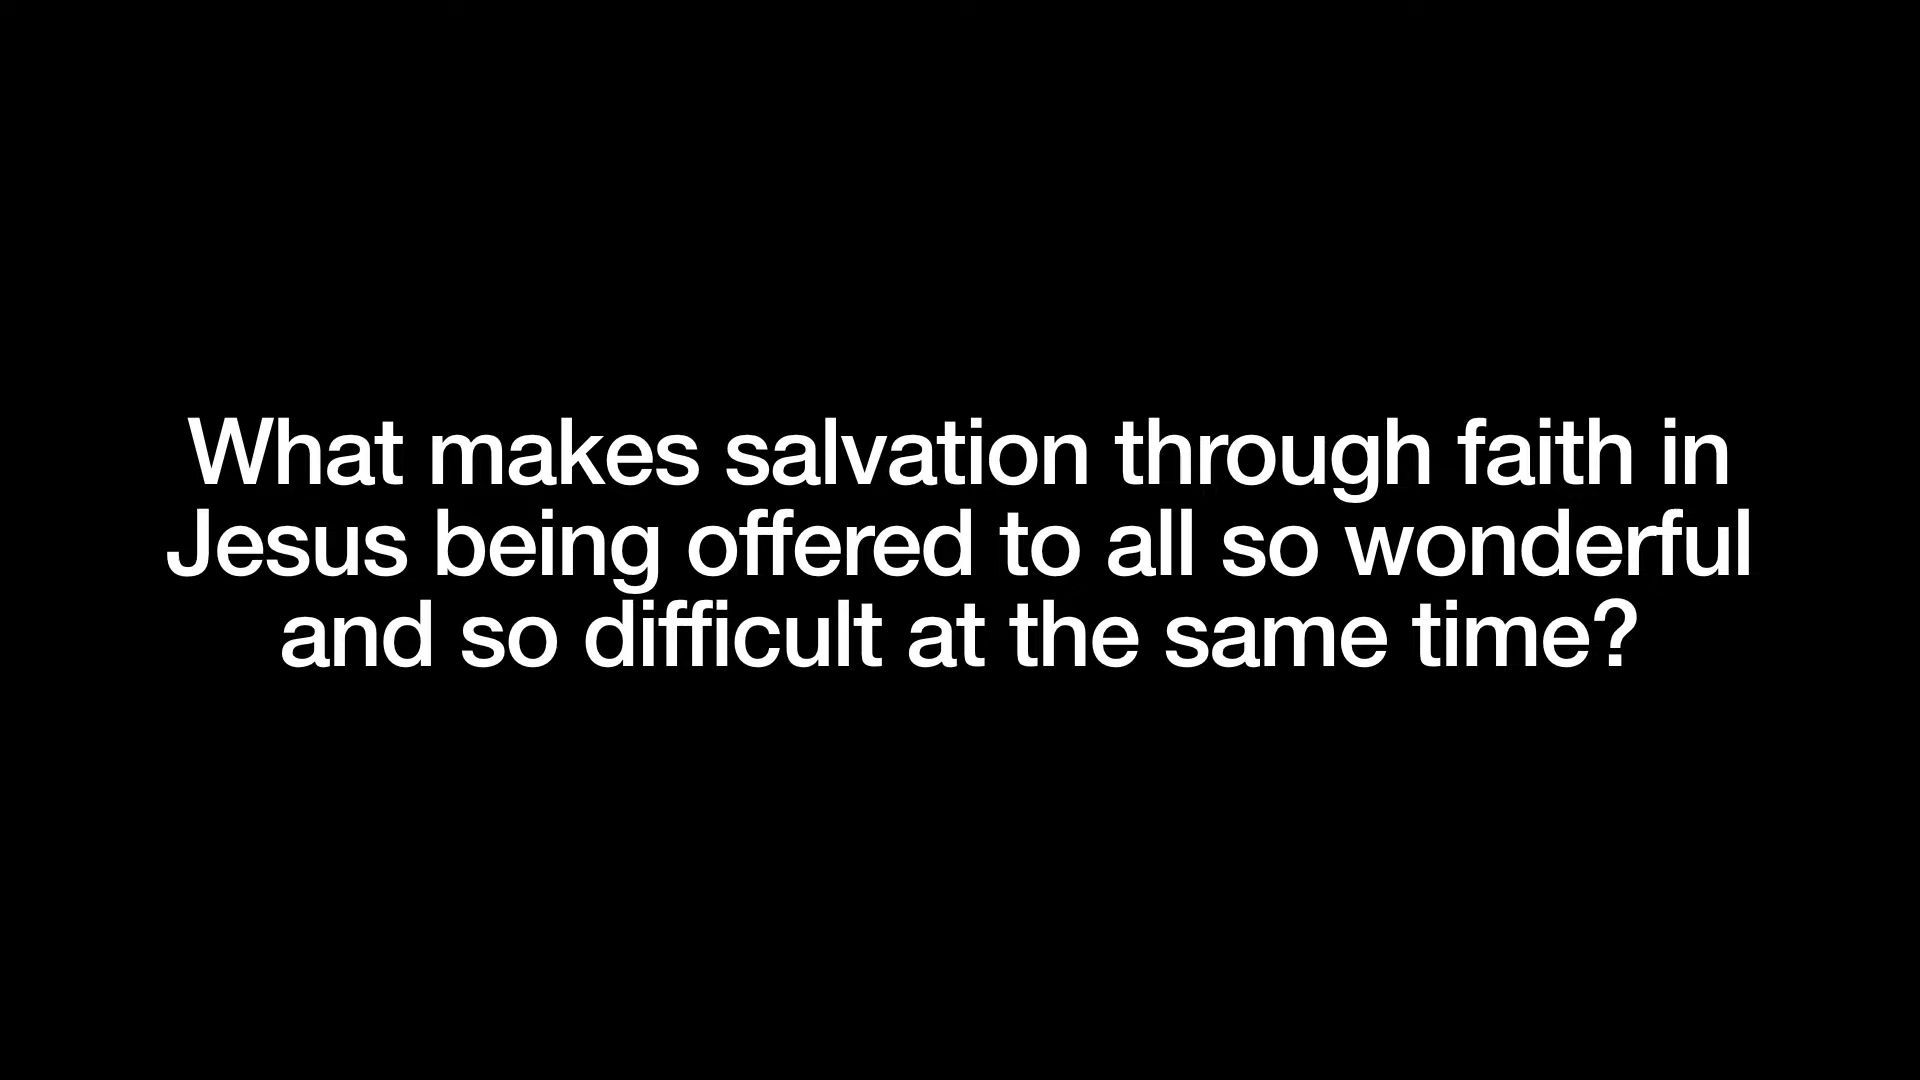 What makes salvation through faith in
Jesus being offered to all so wonderful
and so difficult at the same time?